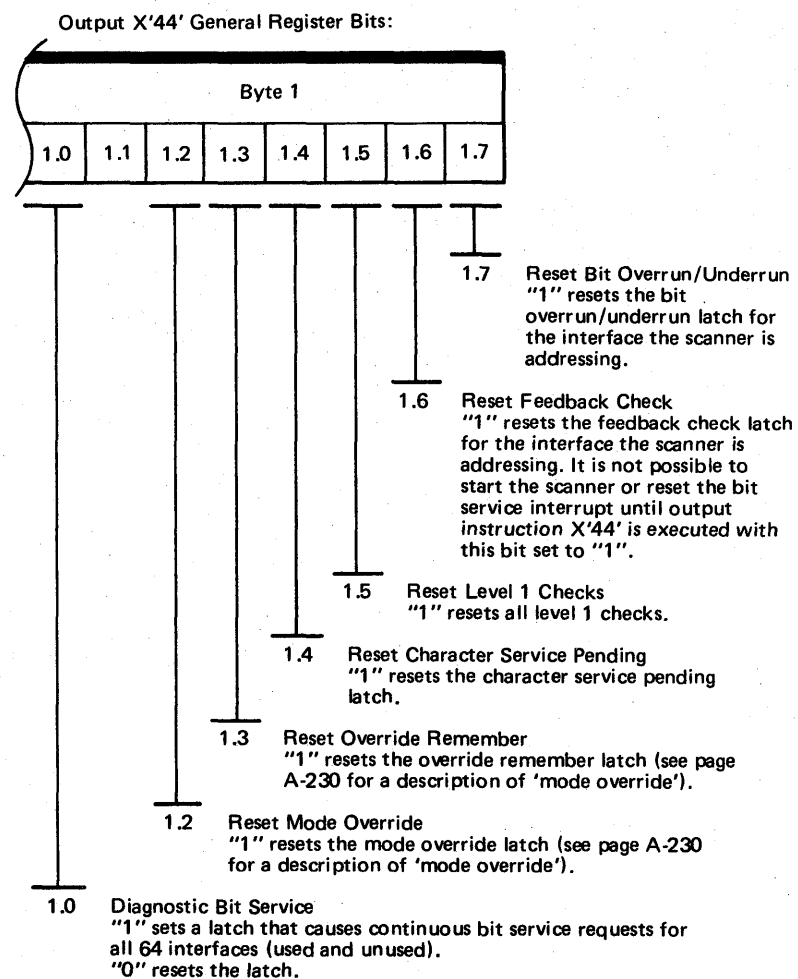 Output X'44' General Register Bits:
Byte 1
1.0 1.1 1.2 1.3 1.4 1.5 1.6 1.7
1.7 Reset Bit Overrun/Underrun
"1" resets the bit
overrun/underrun latch for
the interface the scanner is
addressing.
1.6 Reset Feedback Check
"1" resets the feedback check latch
for the interface the scanner is
addressing. It is not possible to
start the scanner or reset the bit
service interrupt until output
instruction X'44' is executed with
this bit set to "1".
1.5 Reset Level 1 Checks
"1" resets all level 1 checks.
1.4 Reset Character Service Pending
"1" resets the character service pending
latch.
1.3 Reset Override Remember
"1" resets the override remember latch (see page
A-230 for a description of 'mode override').
1.2 Reset Mode Override
"1" resets the mode override latch (see page A-230
for a description of 'mode override').
1.0 Diagnostic Bit Service
"1" sets a latch that causes continuous bit service requests for
all 64 interfaces (used and unused).
"0" resets the latch.